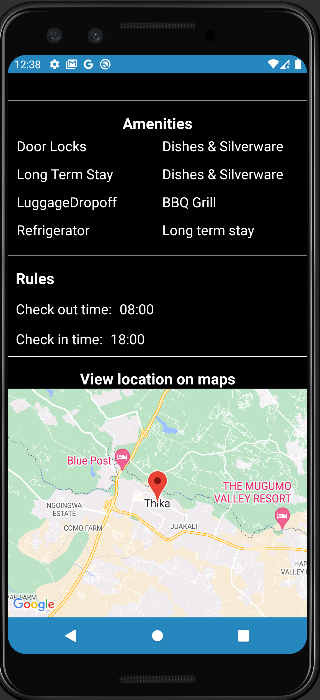 12:38
Amenities
Door Locks Dishes & Silverware
Long Term Stay Dishes & Silverware
LuggageDropoff BBQ Grill
Refrigerator Long term stay
Rules
Check out time: 08:00
Check in time: 18:00
View location on maps
Blue Post
THE MUGUMO
VALLEY RESORT
Thika
NGOINGWA
ESTATE
COMO FARM
JUAKALI
Google